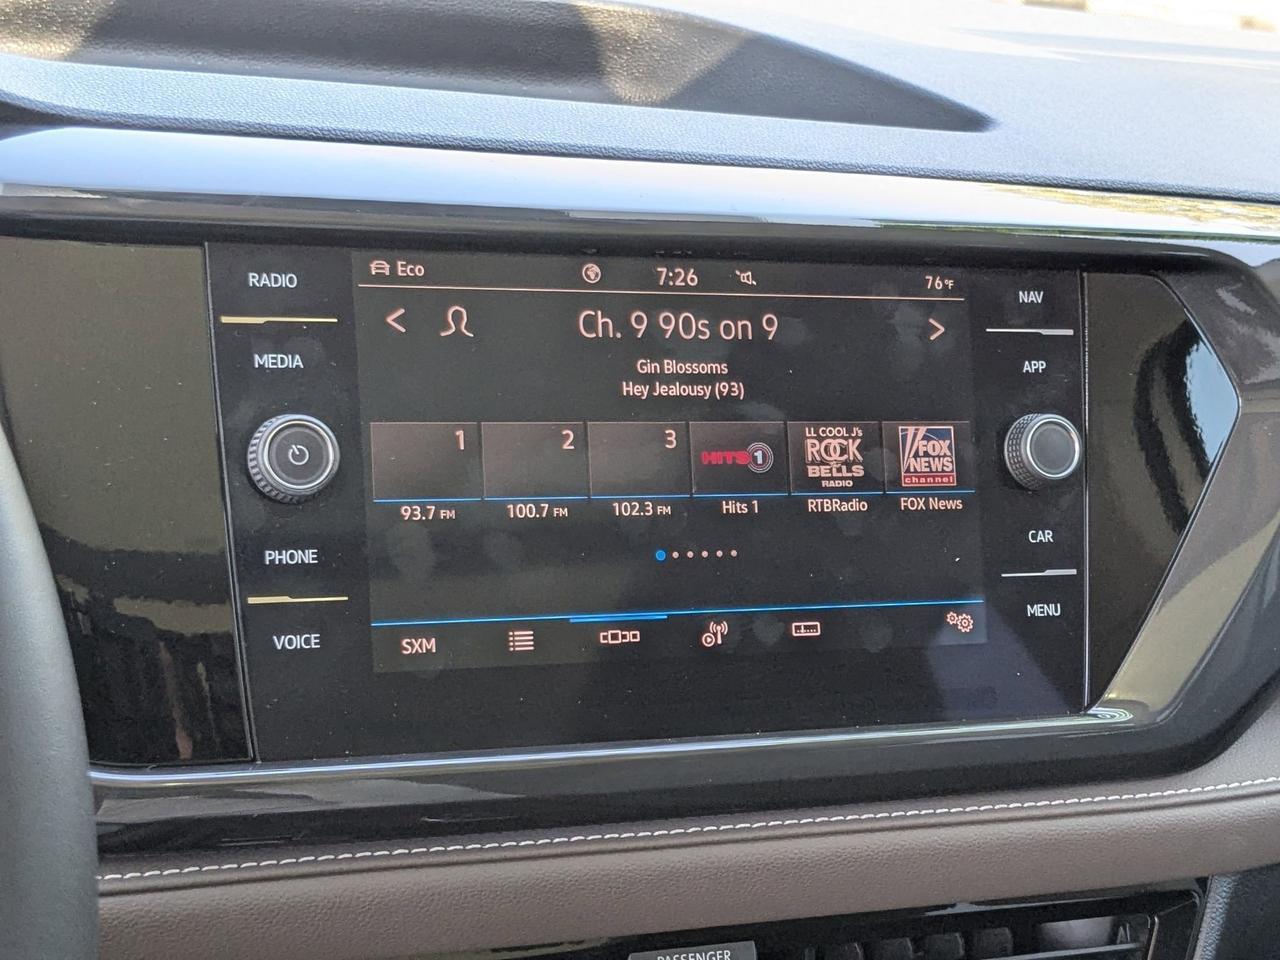 RADIO
MEDIA
PHONE
VOICE
Eco
7:26
76°F
Ch. 9 90s on 9
Gin Blossoms
Hey Jealousy (93)
1
2
3
HITS 1
LL COOL J's
ROCK
THE
BELLS
RADIO
FOX
NEWS
channel
93.7 FM
100.7 FM
102.3 FM
Hits 1
RTBRadio
FOX News
SXM
NAV
APP
CAR
MENU
PASSENGER